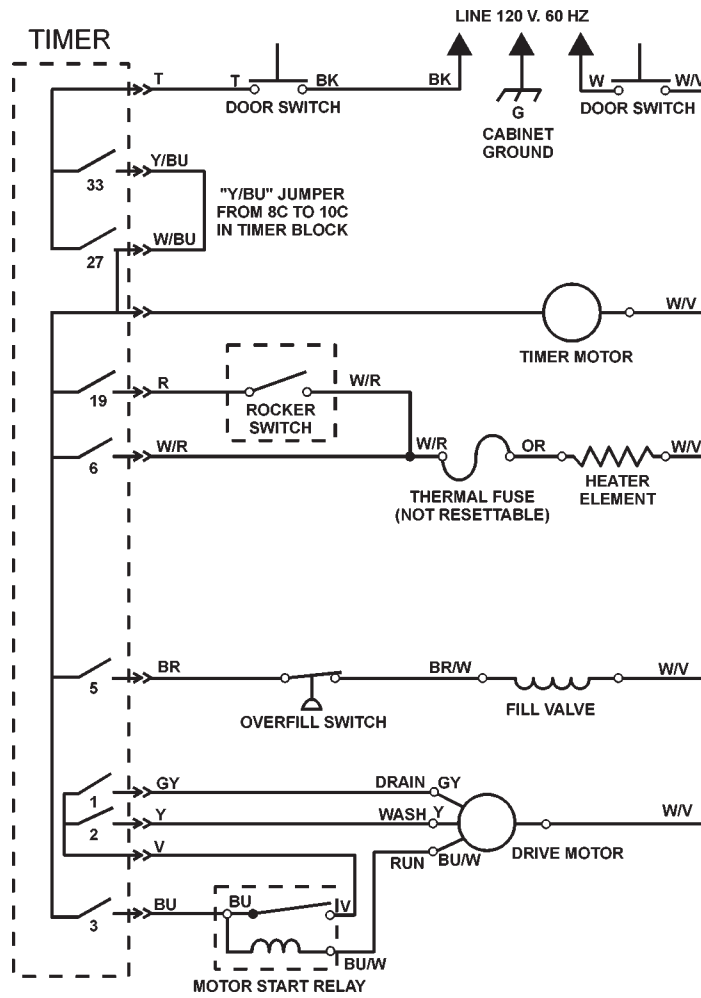 LINE 120 V. 60 HZ
TIMER
T
T
BK
BK
W
W/V
DOOR SWITCH
DOOR SWITCH
G
CABINET
GROUND
33
Y/BU
"Y/BU" JUMPER
FROM 8C TO 10C
IN TIMER BLOCK
27
W/BU
W/V
TIMER MOTOR
19
R
W/R
ROCKER
SWITCH
6
W/R
W/R
OR
W/V
THERMAL FUSE
(NOT RESETTABLE)
HEATER
ELEMENT
5
BR
BR/W
W/V
OVERFILL SWITCH
FILL VALVE
1
GY
DRAIN
GY
2
Y
WASH
Y
W/V
V
RUN
BU/W
DRIVE MOTOR
3
BU
BU
V
BU/W
MOTOR START RELAY